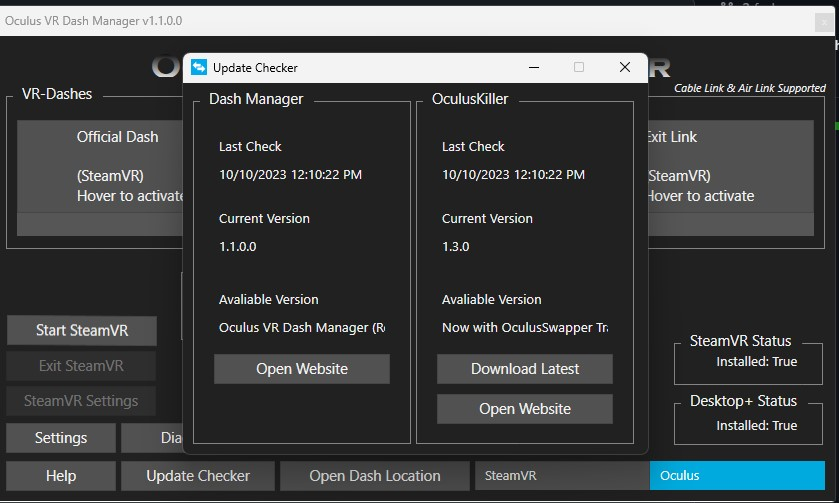 Oculus VR Dash Manager v1.1.0.0
Update Checker
Cable Link & Air Link Supported
VR-Dashes
Official Dash
(SteamVR)
Hover to activate
Exit Link
(SteamVR)
Hover to activate
Dash Manager
Last Check
10/10/2023 12:10:22 PM
Current Version
1.1.0.0
Avaliable Version
Oculus VR Dash Manager (Re
Open Website
OculusKiller
Last Check
10/10/2023 12:10:22 PM
Current Version
1.3.0
Avaliable Version
Now with OculusSwapper Tra
Download Latest
Open Website
Start SteamVR
Exit SteamVR
SteamVR Settings
SteamVR Status
Installed: True
Desktop+ Status
Installed: True
Settings
Dia
Help
Update Checker
Open Dash Location
SteamVR
Oculus